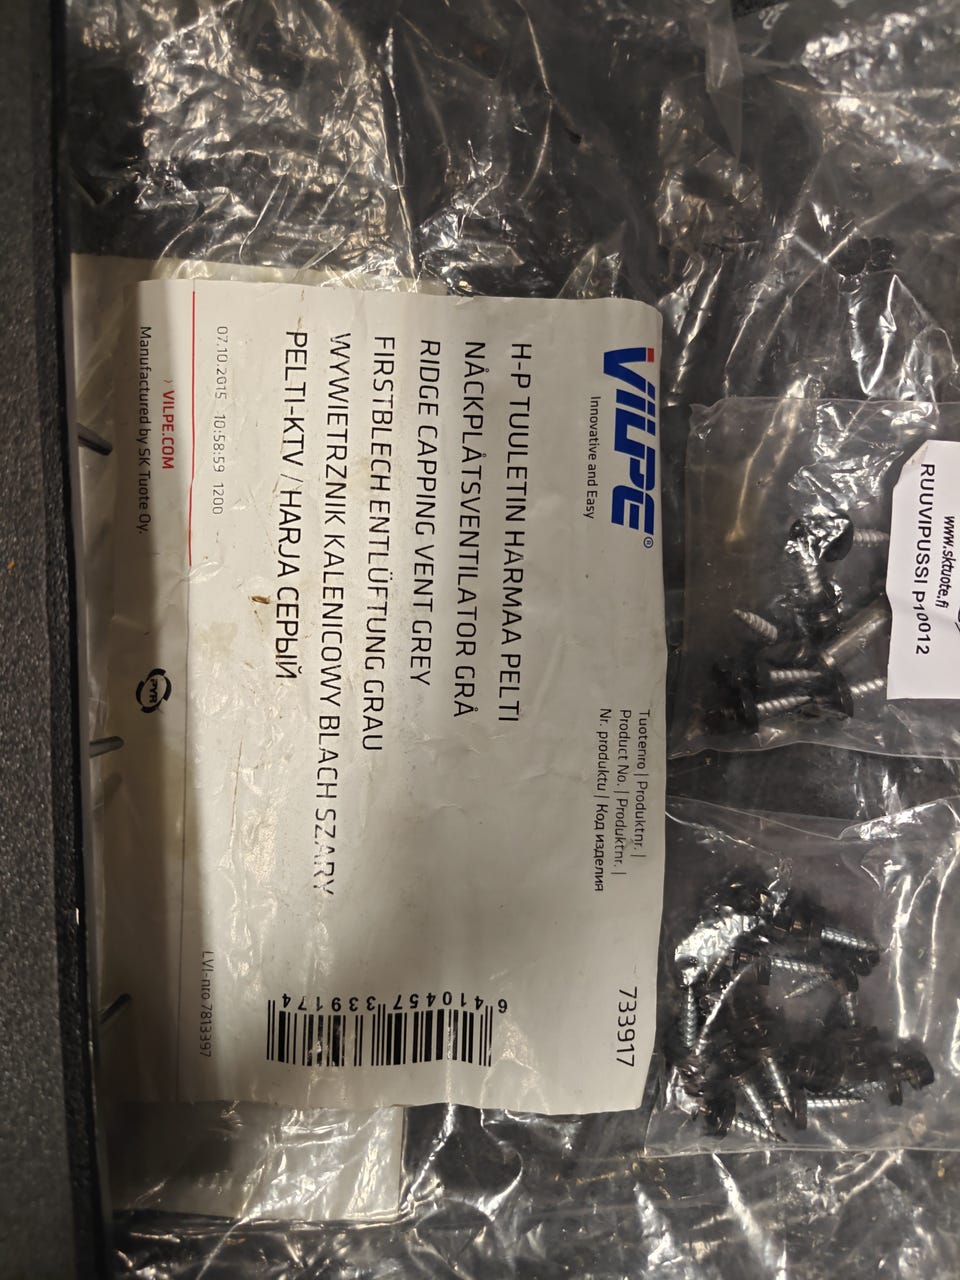 VILPE®
Innovative and Easy
Tuotenro | Produktnr. |
Product No. | Produktnr. |
Nr. produktu | Код изделия
733917
H-P TUULETIN HARMAA PELTI
NÅCKPLÅTSVENTILATOR GRÅ
RIDGE CAPPING VENT GREY
FIRSTBLECH ENTLÜFTUNG GRAU
WYWIETRZNIK KALENICOWY BLACH SZARY
PELTI-KTV / HARJA СЕРЫЙ
6 410457 339174
07.10.2015 10:58:59 1200
LVI-nro 7813397
› VILPE.COM
Manufactured by SK Tuote Oy.
PYR
www.sktuote.fi
RUUVIPUSSI P10012